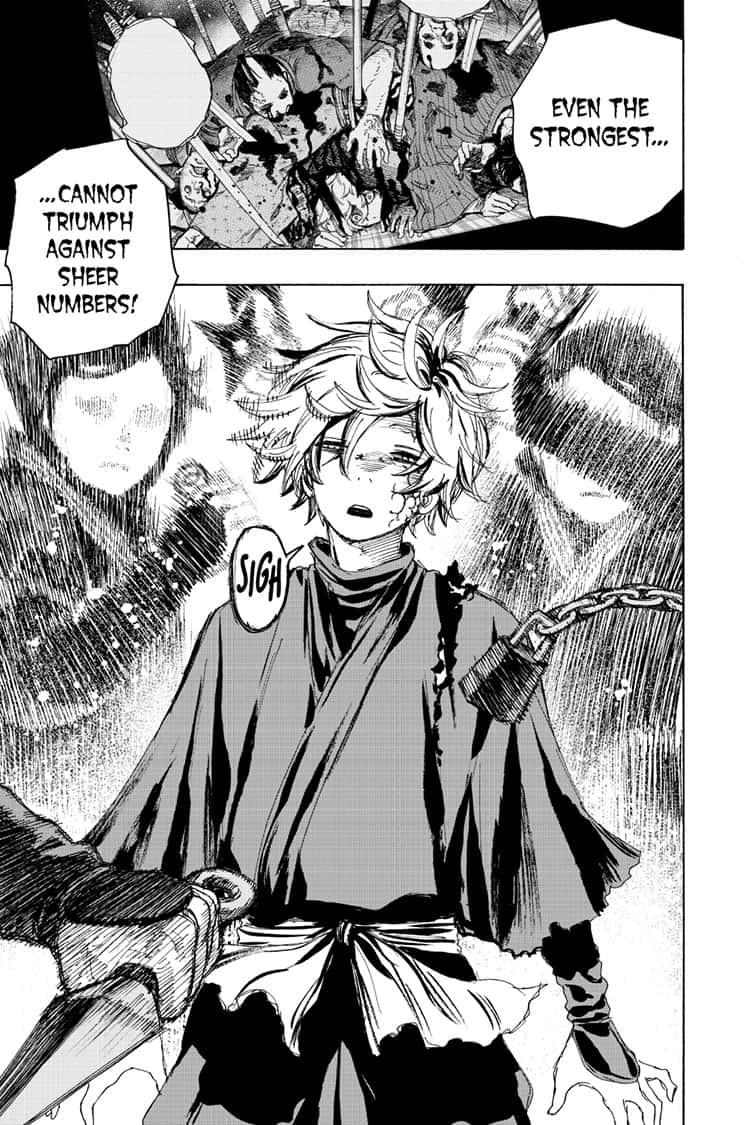 EVEN THE
STRONGEST...
...CANNOT
TRIUMPH
AGAINST
SHEER
NUMBERS!
SIGH